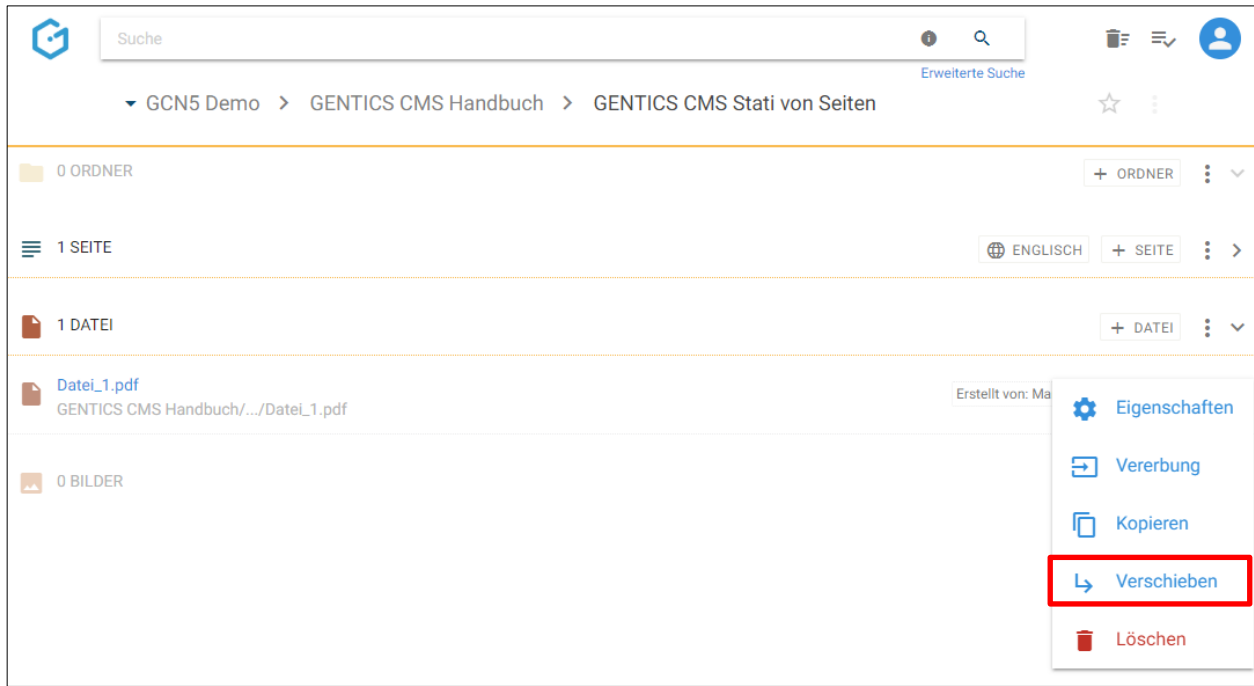 Suche
Erweiterte Suche
GCN5 Demo > GENTICS CMS Handbuch > GENTICS CMS Stati von Seiten
0 ORDNER
+ ORDNER
1 SEITE
ENGLISCH
+ SEITE
1 DATEI
+ DATEI
Datei_1.pdf
GENTICS CMS Handbuch/.../Datei_1.pdf
Erstellt von: Ma
Eigenschaften
Vererbung
0 BILDER
Kopieren
Verschieben
Löschen